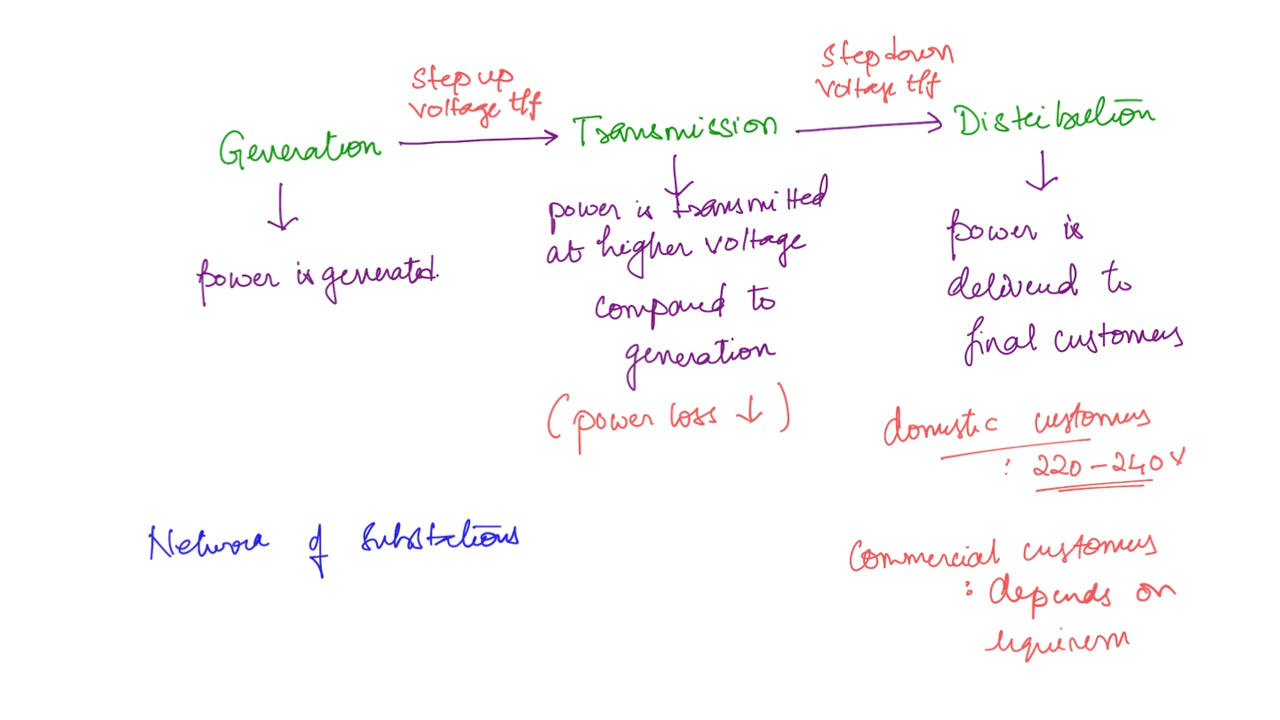 Step up
voltage t/f
Step down
voltage t/f
Generation
Transmission
Distribution
power is generated.
power is transmitted
at higher voltage
compared to
generation
(power loss ↓)
power is
delivered to
final customers
domestic customers
: 220-240V
Network of Substations
Commercial customers
: depends on